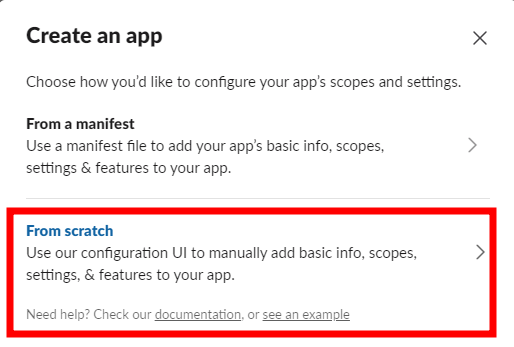 Create an app
Choose how you’d like to configure your app’s scopes and settings.
From a manifest
Use a manifest file to add your app’s basic info, scopes,
settings & features to your app.
From scratch
Use our configuration UI to manually add basic info, scopes,
settings, & features to your app.
Need help? Check our documentation, or see an example